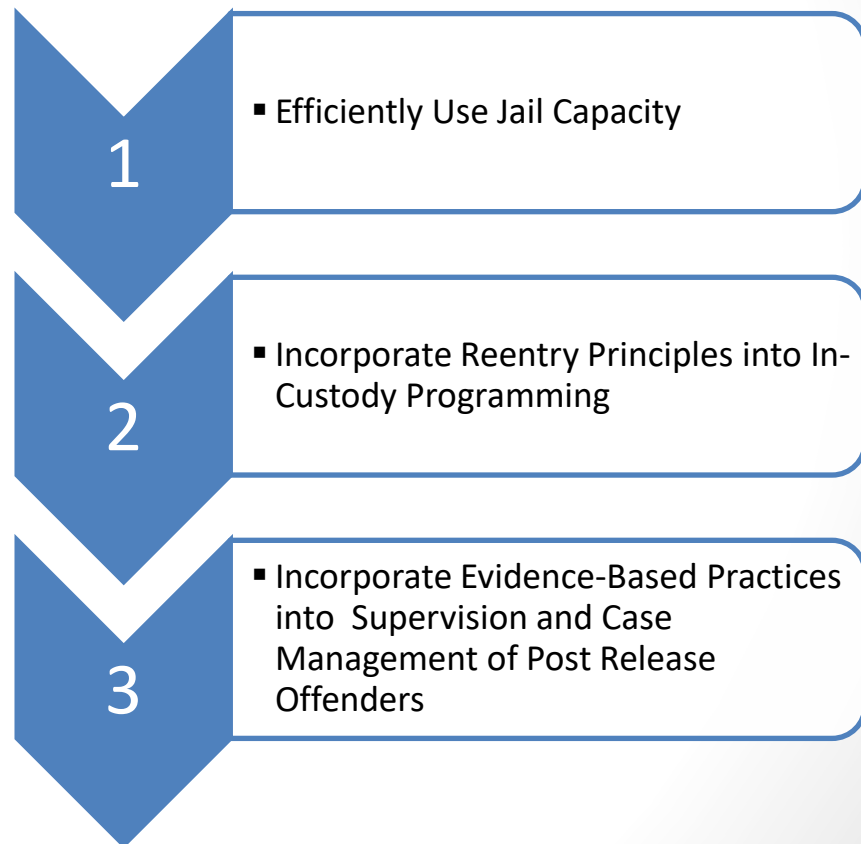 1
▪ Efficiently Use Jail Capacity
2
▪ Incorporate Reentry Principles into In-
Custody Programming
3
▪ Incorporate Evidence-Based Practices
into  Supervision and Case
Management of Post Release
Offenders